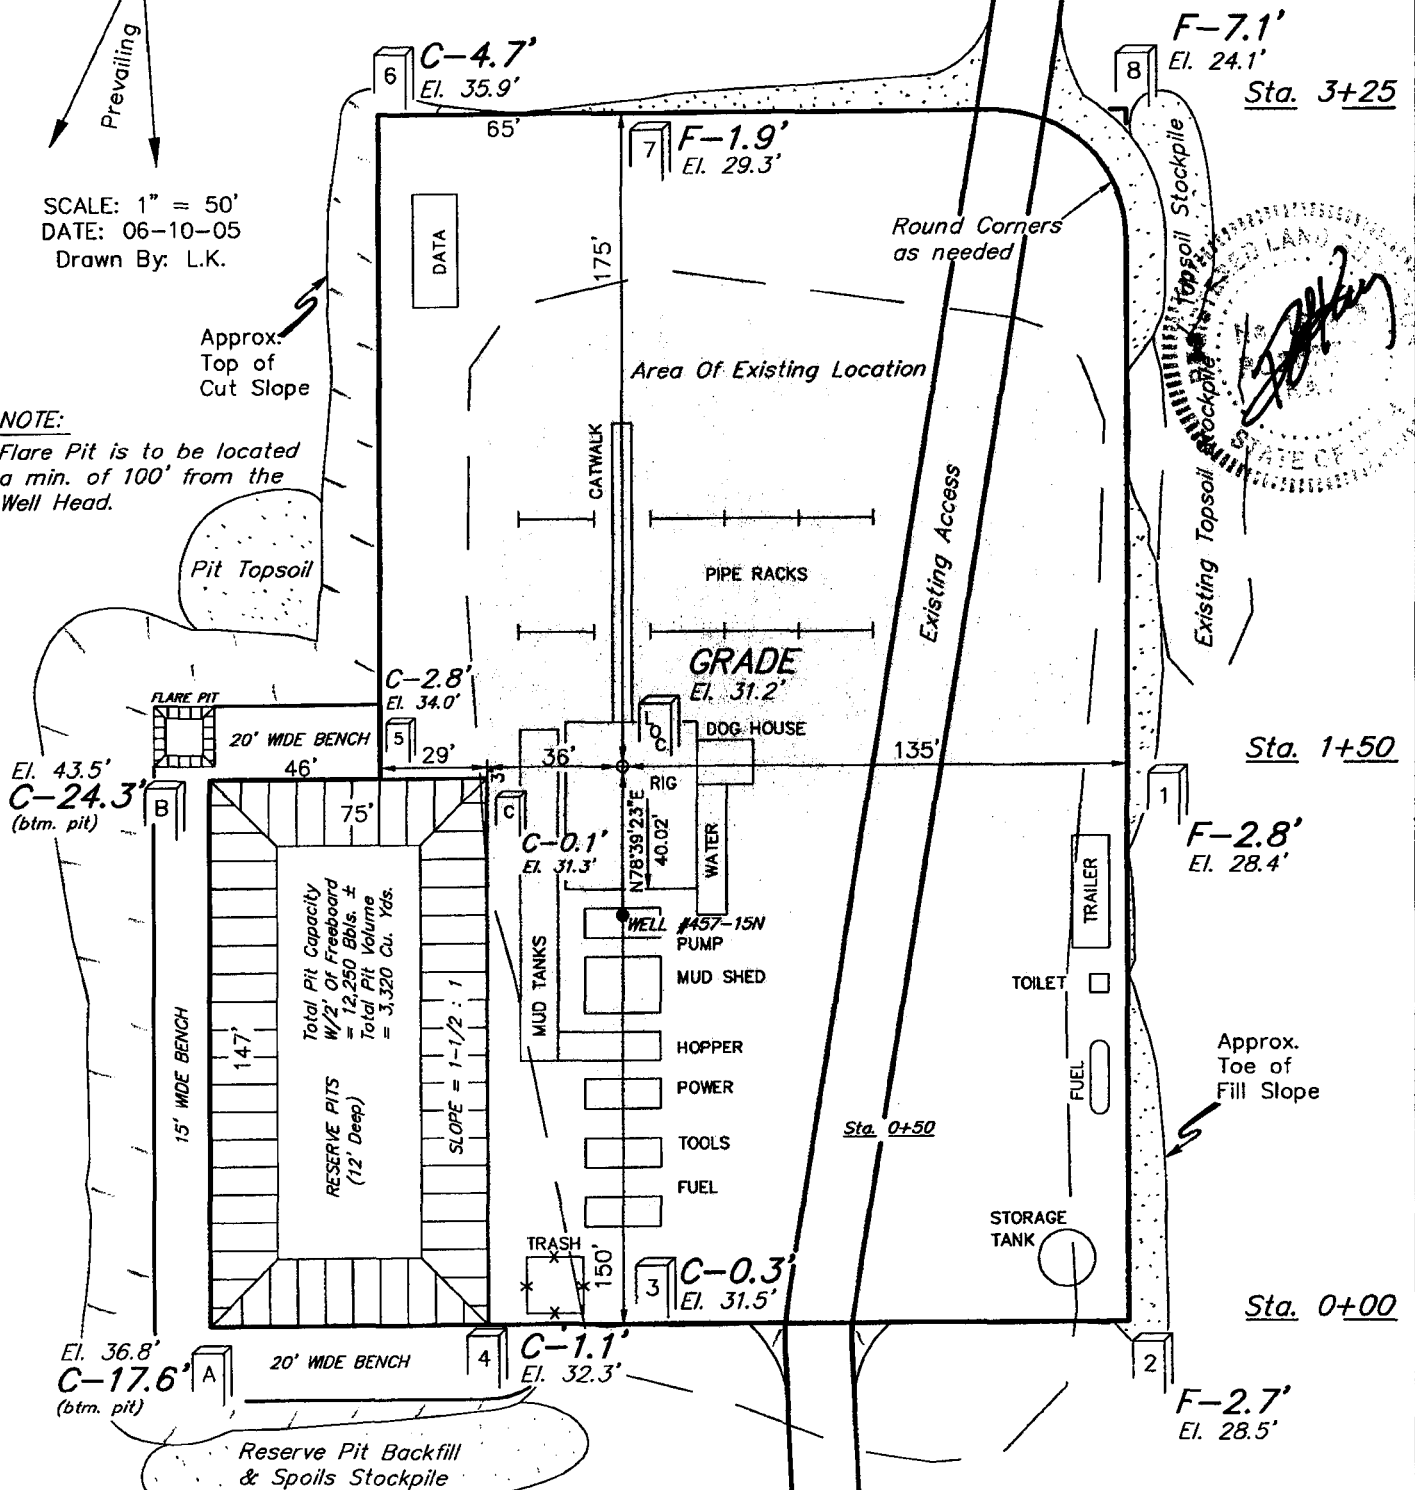 Prevailing
SCALE: 1" = 50'
DATE: 06-10-05
Drawn By: L.K.
6
C-4.7'
El. 35.9'
65'
7
F-1.9'
El. 29.3'
8
F-7.1'
El. 24.1'
Sta. 3+25
DATA
175'
Round Corners
as needed
Topsoil Stockpile
Approx.
Top of
Cut Slope
Area Of Existing Location
NOTE:
Flare Pit is to be located
a min. of 100' from the
Well Head.
CATWALK
Existing Access
Existing Topsoil Stockpile
LAND
STATE OF
Pit Topsoil
PIPE RACKS
GRADE
El. 31.2'
C-2.8'
El. 34.0'
5
FLARE PIT
20' WIDE BENCH
LOC.
DOG HOUSE
29'
36'
135'
46'
3'
RIG
Sta. 1+50
El. 43.5'
C-24.3'
(btm. pit)
B
75'
C
C-0.1'
El. 31.3'
N78°39'23"E
40.02'
WATER
1
F-2.8'
El. 28.4'
TRAILER
Total Pit Capacity
W/2' Of Freeboard
= 12,250 Bbls. ±
Total Pit Volume
= 3,320 Cu. Yds.
WELL #457-15N
PUMP
MUD SHED
MUD TANKS
TOILET
15' WIDE BENCH
147'
RESERVE PITS
(12' Deep)
SLOPE = 1-1/2 : 1
HOPPER
POWER
FUEL
Approx.
Toe of
Fill Slope
TOOLS
Sta. 0+50
FUEL
STORAGE
TANK
TRASH
150'
3
C-0.3'
El. 31.5'
Sta. 0+00
El. 36.8'
C-17.6'
(btm. pit)
A
20' WIDE BENCH
4
C-1.1'
El. 32.3'
2
F-2.7'
El. 28.5'
Reserve Pit Backfill
& Spoils Stockpile